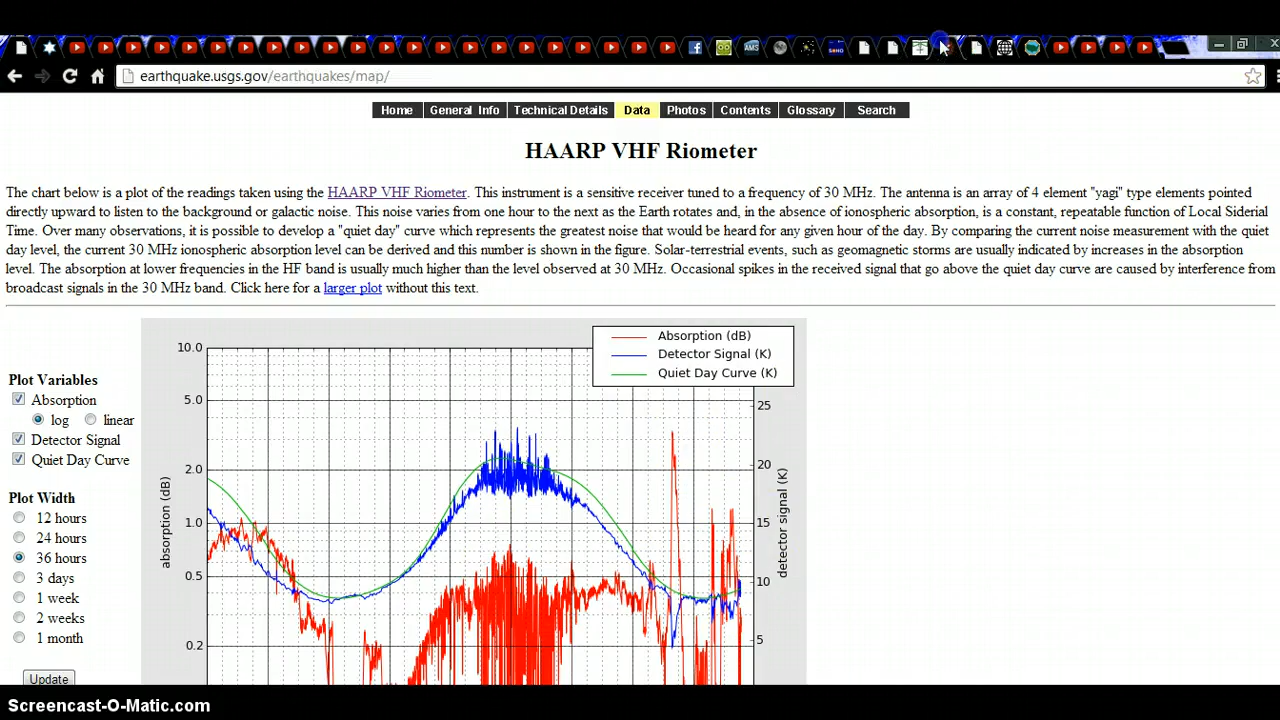 AMS
SOHO
earthquake.usgs.gov/earthquakes/map/
Home General Info Technical Details Data Photos Contents Glossary Search
HAARP VHF Riometer
The chart below is a plot of the readings taken using the HAARP VHF Riometer. This instrument is a sensitive receiver tuned to a frequency of 30 MHz. The antenna is an array of 4 element "yagi" type elements pointed
directly upward to listen to the background or galactic noise. This noise varies from one hour to the next as the Earth rotates and, in the absence of ionospheric absorption, is a constant, repeatable function of Local Siderial
Time. Over many observations, it is possible to develop a "quiet day" curve which represents the greatest noise that would be heard for any given hour of the day. By comparing the current noise measurement with the quiet
day level, the current 30 MHz ionospheric absorption level can be derived and this number is shown in the figure. Solar-terrestrial events, such as geomagnetic storms are usually indicated by increases in the absorption
level. The absorption at lower frequencies in the HF band is usually much higher than the level observed at 30 MHz. Occasional spikes in the received signal that go above the quiet day curve are caused by interference from
broadcast signals in the 30 MHz band. Click here for a larger plot without this text.
Plot Variables
Absorption
log linear
Detector Signal
Quiet Day Curve
Plot Width
12 hours
24 hours
36 hours
3 days
1 week
2 weeks
1 month
Update
Absorption (dB)
Detector Signal (K)
Quiet Day Curve (K)
10.0
5.0
2.0
1.0
0.5
0.2
absorption (dB)
25
20
15
10
5
detector signal (K)
Screencast-O-Matic.com